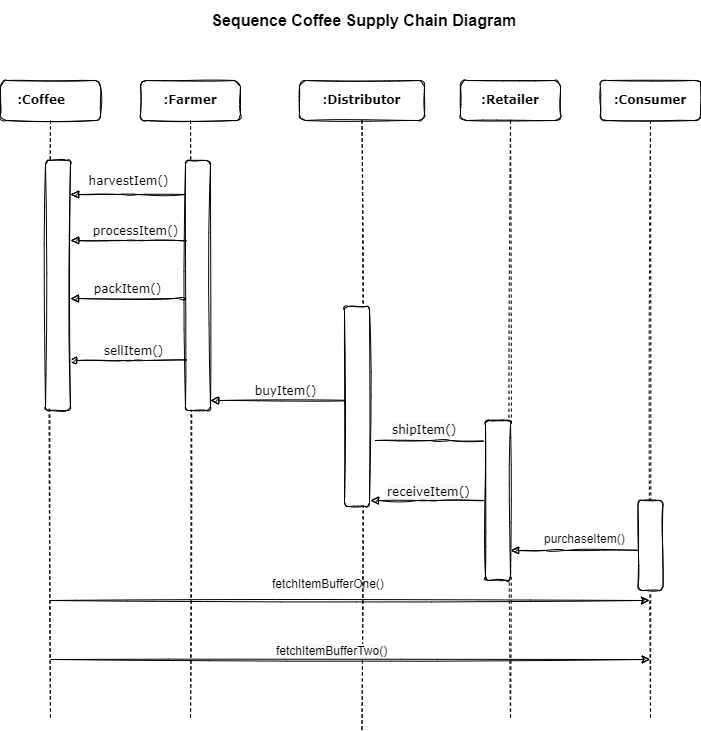 Sequence Coffee Supply Chain Diagram
:Coffee
:Farmer
:Distributor
:Retailer
:Consumer
harvestIem()
processItem()
packItem()
sellItem()
buyItem()
shipItem()
receiveItem()
purchaseItem()
fetchItemBufferOne()
fetchItemBufferTwo()